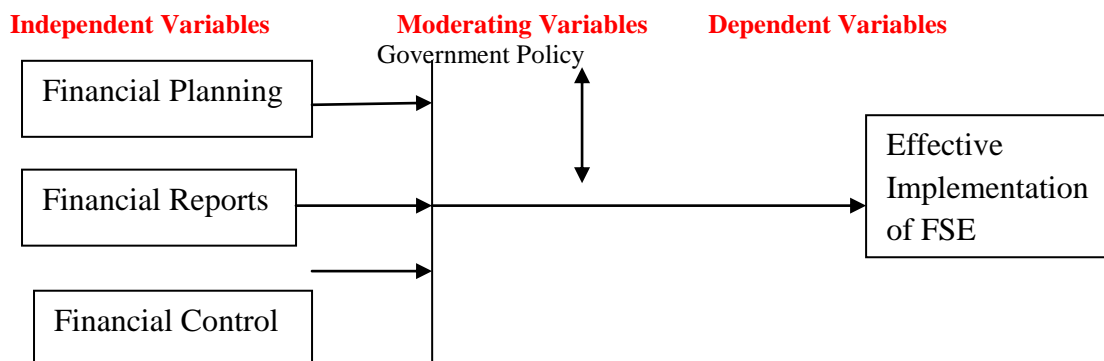 Independent Variables Moderating Variables Dependent Variables
Government Policy
Financial Planning
Financial Reports
Financial Control
Effective
Implementation
of FSE